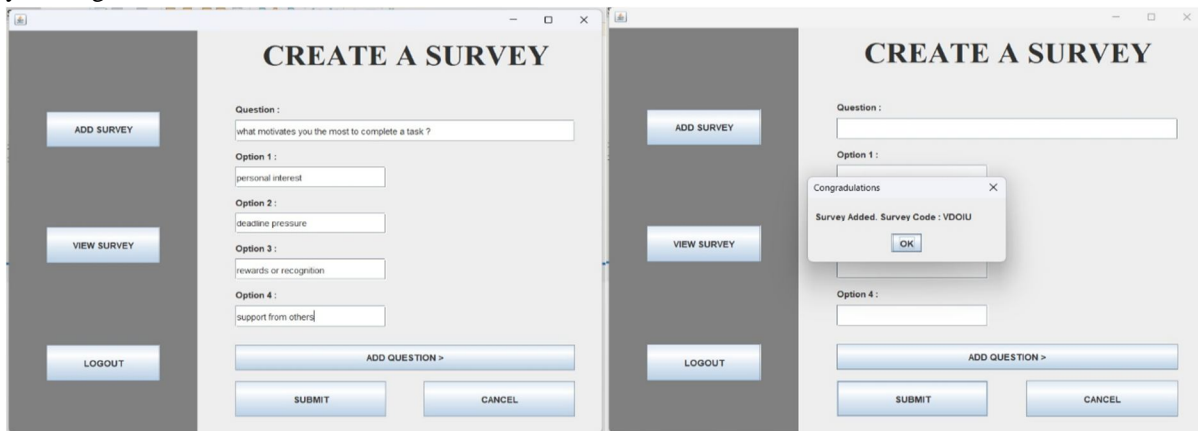 CREATE A SURVEY
ADD SURVEY
VIEW SURVEY
LOGOUT
Question :
what motivates you the most to complete a task ?
Option 1 :
personal interest
Option 2 :
deadline pressure
Option 3 :
rewards or recognition
Option 4 :
support from others
ADD QUESTION >
SUBMIT
CANCEL
CREATE A SURVEY
ADD SURVEY
VIEW SURVEY
LOGOUT
Question :
Option 1 :
Congradulations
Survey Added. Survey Code : VDOIU
OK
Option 4 :
ADD QUESTION >
SUBMIT
CANCEL